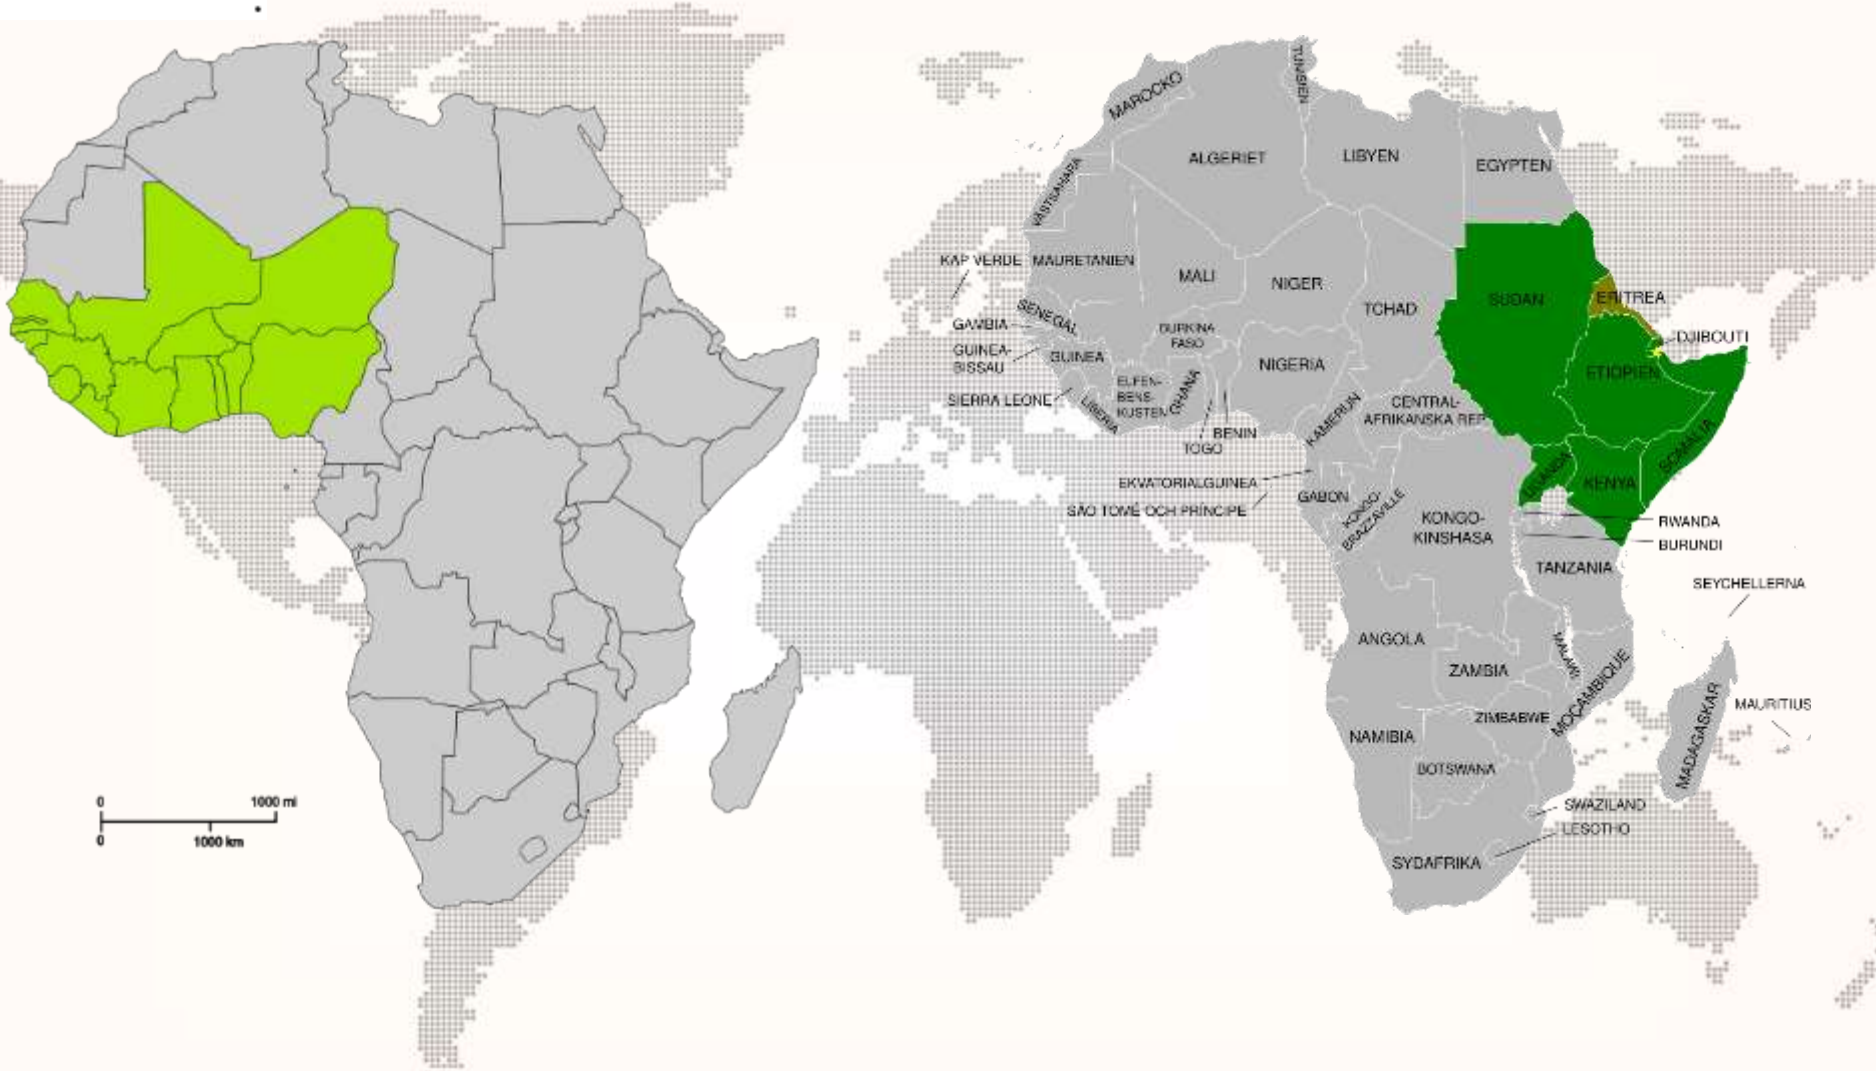 0 1000 mi
0 1000 km
MAROCKO
TUNISIEN
ALGERIET
LIBYEN
EGYPTEN
VÄSTSAHARA
KAP VERDE
MAURETANIEN
MALI
NIGER
TCHAD
SUDAN
ERITREA
SENEGAL
GAMBIA
DJIBOUTI
GUINEA-
BISSAU
GUINEA
BURKINA
FASO
NIGERIA
ETIOPIEN
SIERRA LEONE
LIBERIA
ELFEN-
BENS-
KUSTEN
GHANA
TOGO
BENIN
KAMERUN
CENTRAL-
AFRIKANSKA REP
SOMALIA
UGANDA
KENYA
EKVATORIALGUINEA
SÃO TOMÉ OCH PRÍNCIPE
GABON
KONGO-
BRAZZAVILLE
KONGO-
KINSHASA
RWANDA
BURUNDI
TANZANIA
SEYCHELLERNA
ANGOLA
ZAMBIA
MALAWI
MOÇAMBIQUE
ZIMBABWE
NAMIBIA
BOTSWANA
MADAGASKAR
MAURITIUS
SWAZILAND
LESOTHO
SYDAFRIKA